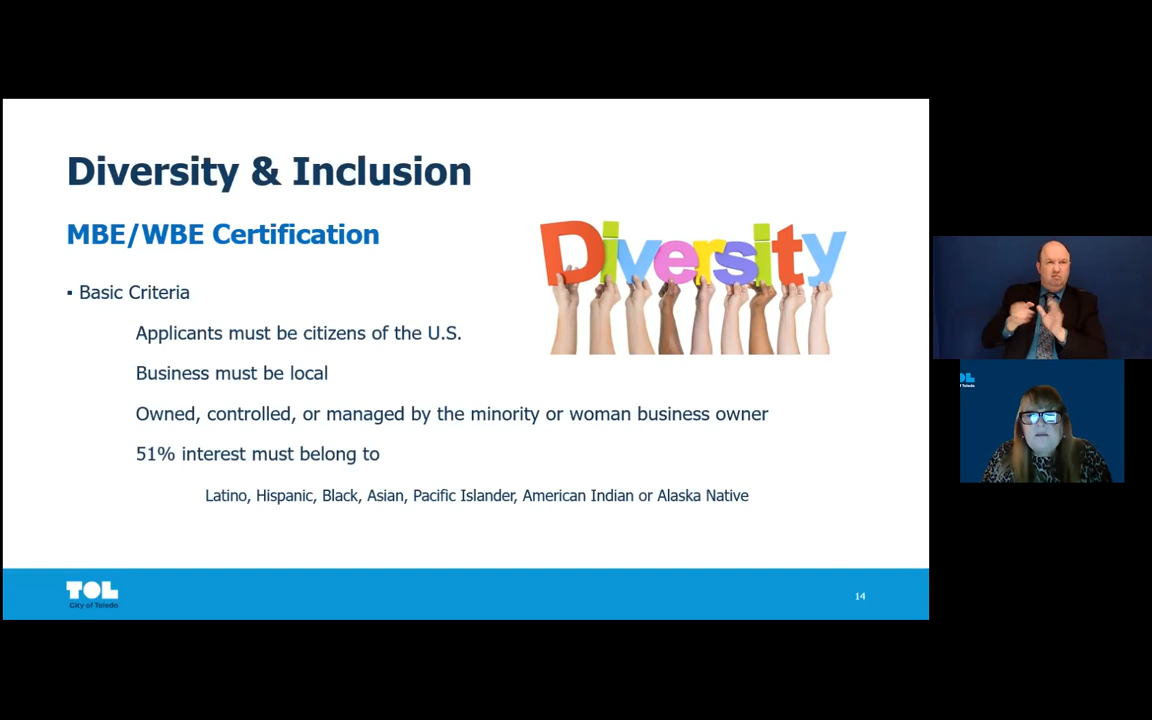 Diversity & Inclusion
MBE/WBE Certification
Diversity
▪ Basic Criteria
Applicants must be citizens of the U.S.
Business must be local
Owned, controlled, or managed by the minority or woman business owner
51% interest must belong to
Latino, Hispanic, Black, Asian, Pacific Islander, American Indian or Alaska Native
TOL
City of Toledo
14